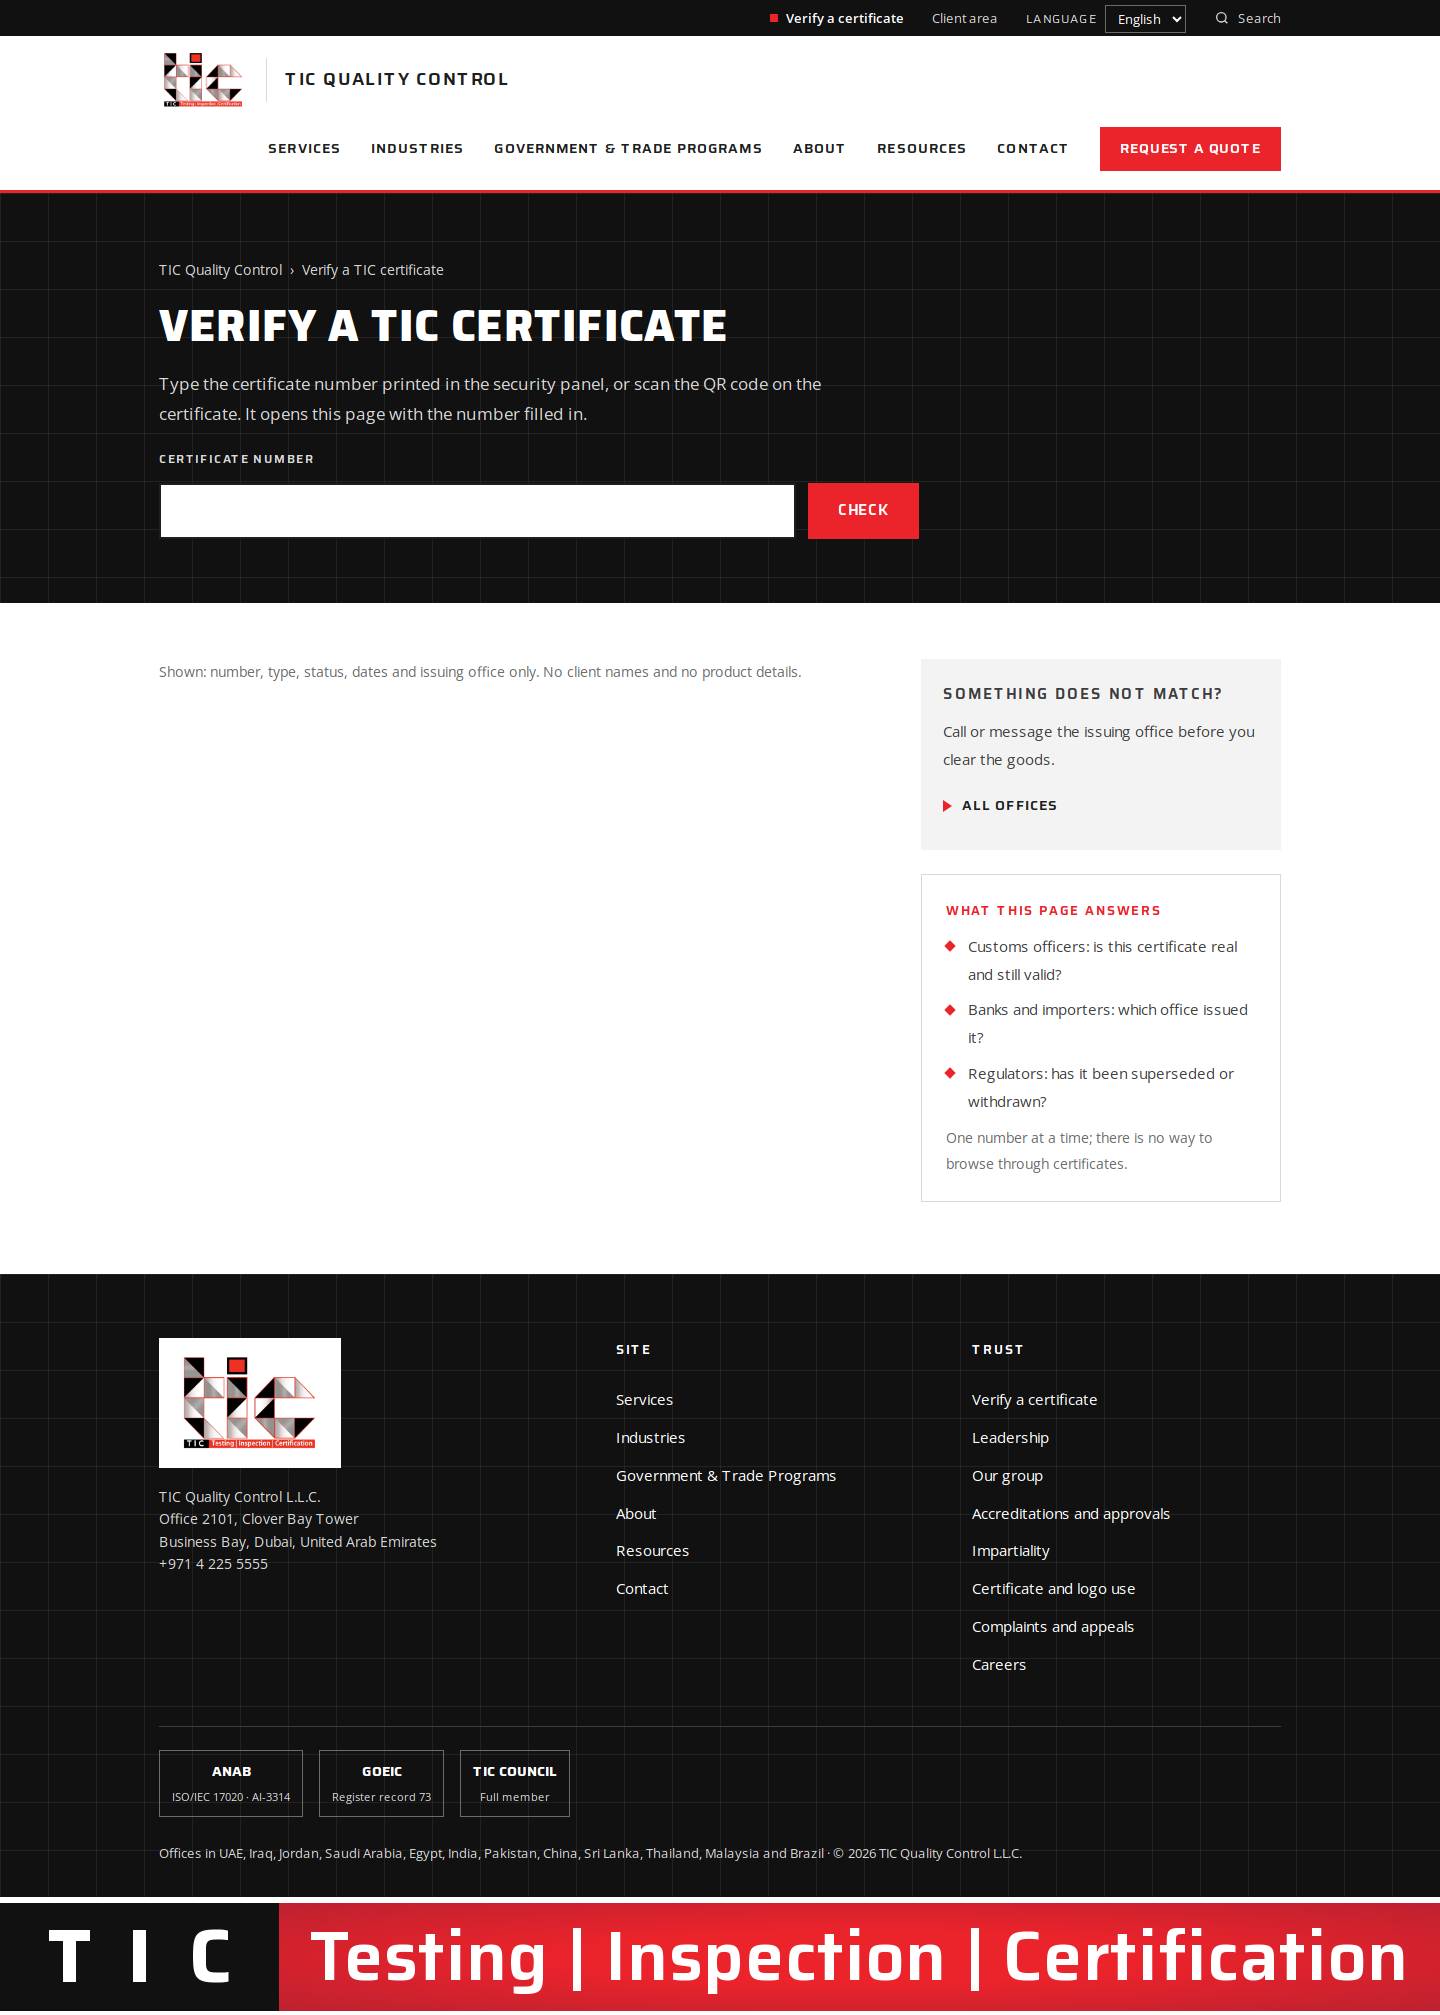 Verify a certificate Client area LANGUAGE English Search
TIC Testing | Inspection | Certification
TIC QUALITY CONTROL
SERVICES INDUSTRIES GOVERNMENT & TRADE PROGRAMS ABOUT RESOURCES CONTACT REQUEST A QUOTE
TIC Quality Control › Verify a TIC certificate
VERIFY A TIC CERTIFICATE
Type the certificate number printed in the security panel, or scan the QR code on the
certificate. It opens this page with the number filled in.
CERTIFICATE NUMBER
CHECK
Shown: number, type, status, dates and issuing office only. No client names and no product details.
SOMETHING DOES NOT MATCH?
Call or message the issuing office before you
clear the goods.
ALL OFFICES
WHAT THIS PAGE ANSWERS
Customs officers: is this certificate real
and still valid?
Banks and importers: which office issued
it?
Regulators: has it been superseded or
withdrawn?
One number at a time; there is no way to
browse through certificates.
tic
TIC Testing | Inspection | Certification
TIC Quality Control L.L.C.
Office 2101, Clover Bay Tower
Business Bay, Dubai, United Arab Emirates
+971 4 225 5555
SITE
Services
Industries
Government & Trade Programs
About
Resources
Contact
TRUST
Verify a certificate
Leadership
Our group
Accreditations and approvals
Impartiality
Certificate and logo use
Complaints and appeals
Careers
ANAB
ISO/IEC 17020 · AI-3314
GOEIC
Register record 73
TIC COUNCIL
Full member
Offices in UAE, Iraq, Jordan, Saudi Arabia, Egypt, India, Pakistan, China, Sri Lanka, Thailand, Malaysia and Brazil · © 2026 TIC Quality Control L.L.C.
TIC Testing | Inspection | Certification